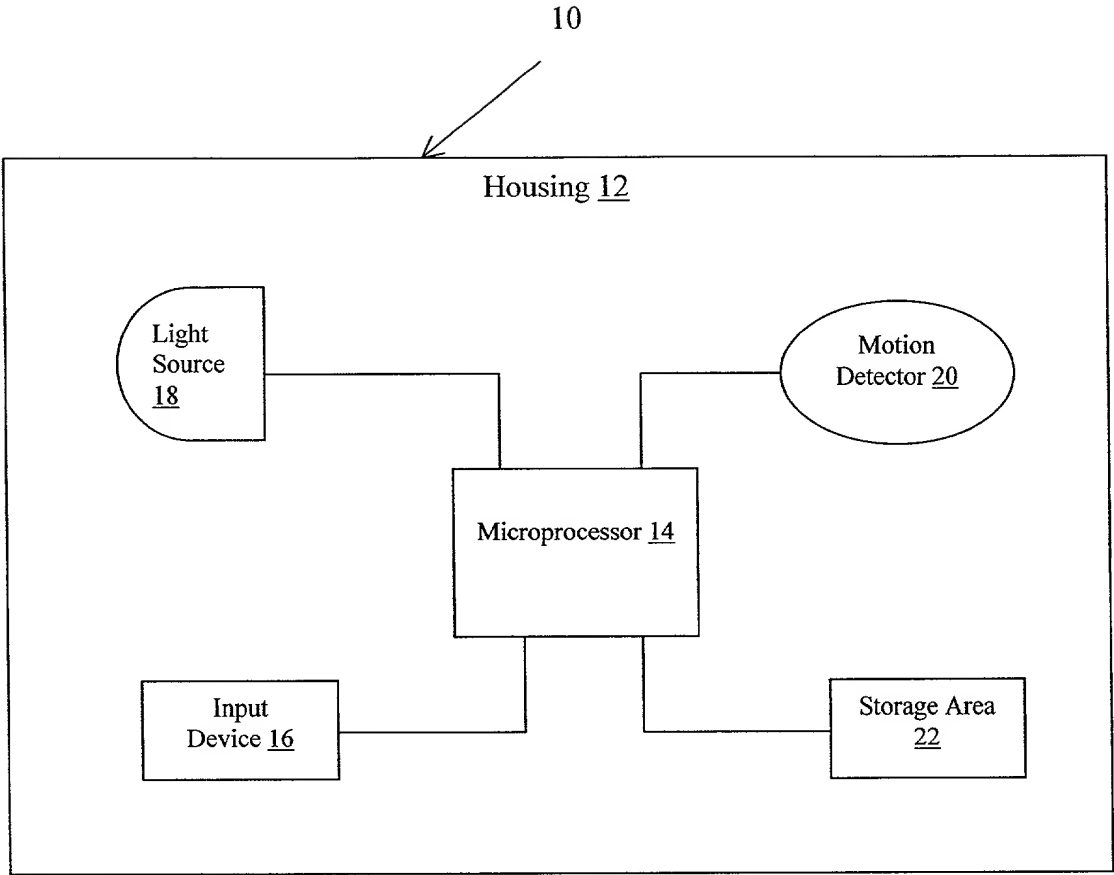 10
Housing 12
Light
Source
18
Motion
Detector 20
Microprocessor 14
Input
Device 16
Storage Area
22